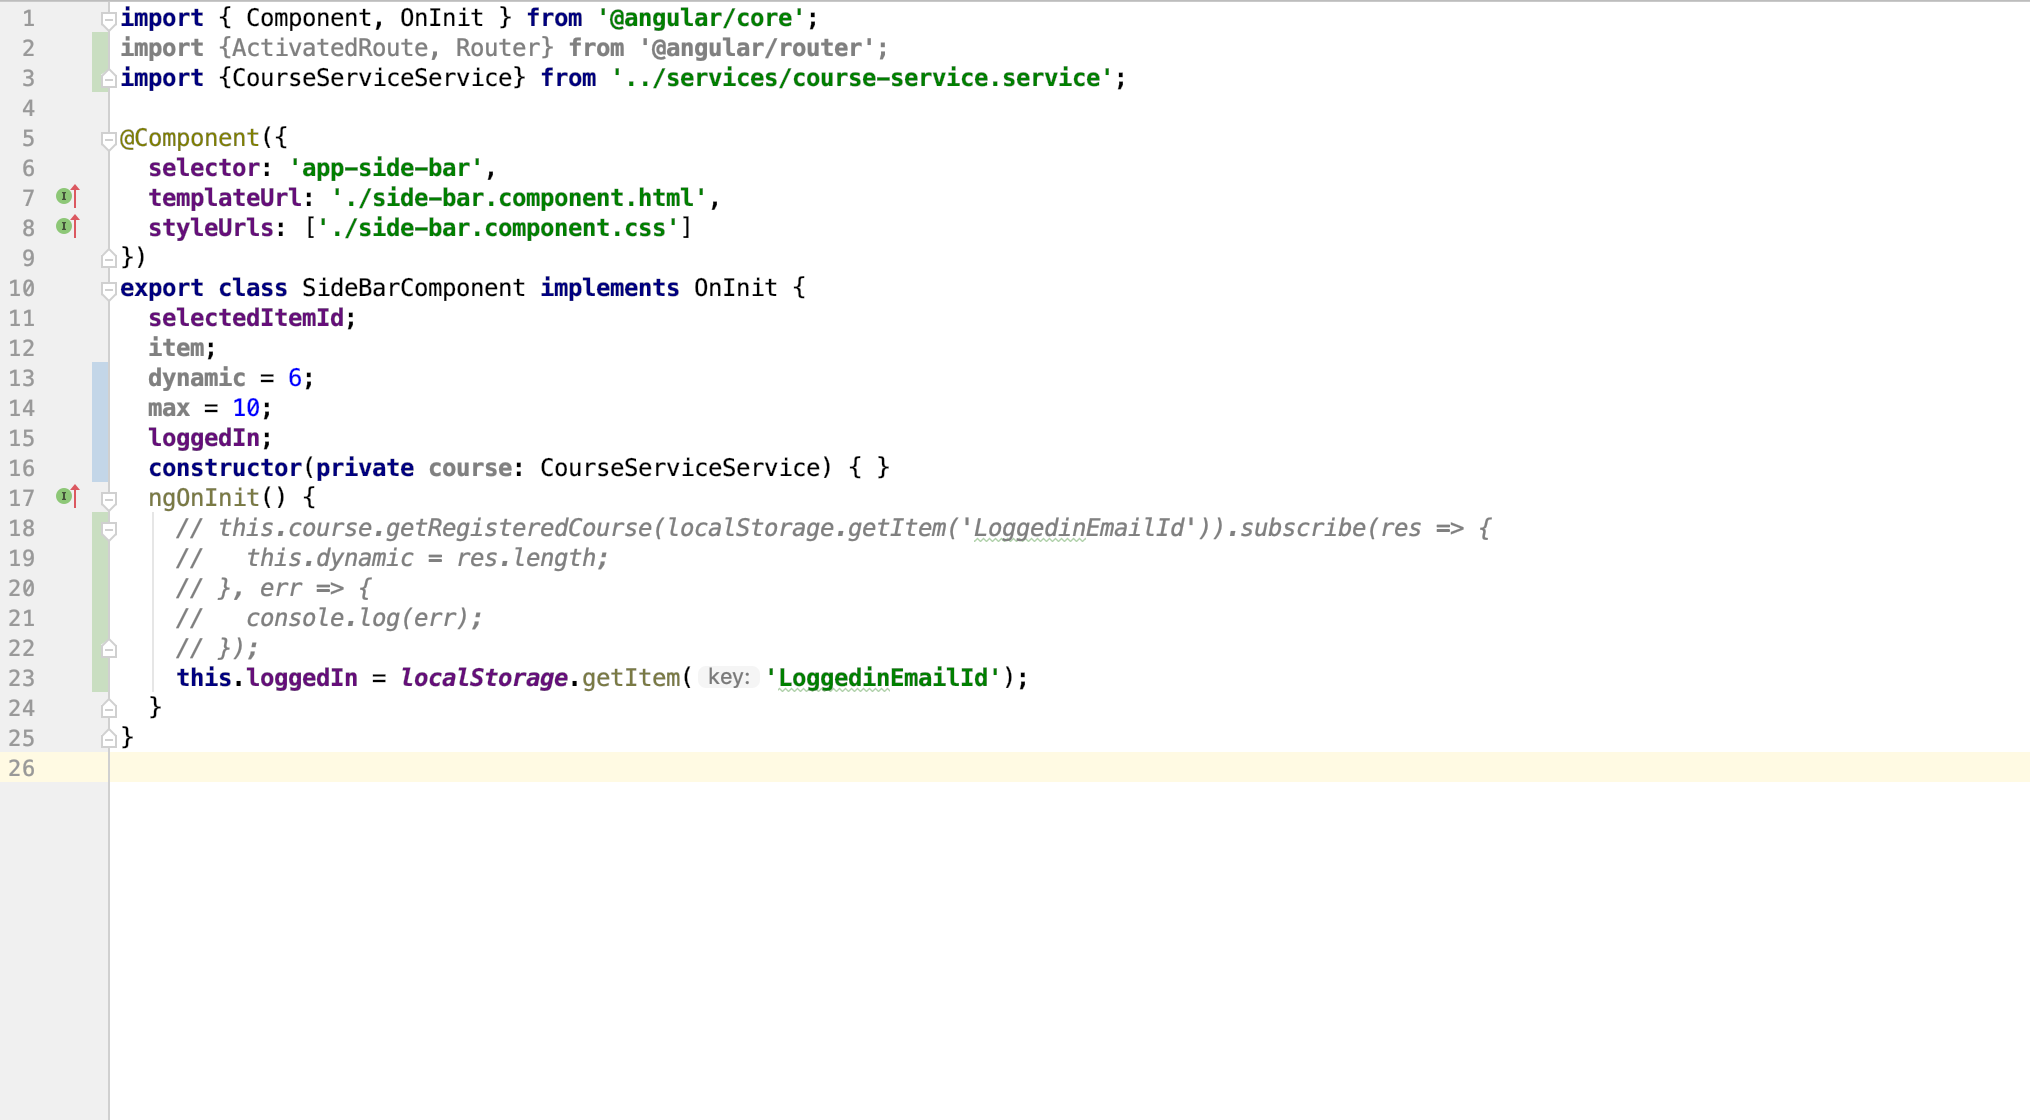 1 import { Component, OnInit } from '@angular/core';
2 import {ActivatedRoute, Router} from '@angular/router';
3 import {CourseServiceService} from '../services/course-service.service';
4
5 @Component({
6   selector: 'app-side-bar',
7   templateUrl: './side-bar.component.html',
8   styleUrls: ['./side-bar.component.css']
9 })
10 export class SideBarComponent implements OnInit {
11   selectedItemId;
12   item;
13   dynamic = 6;
14   max = 10;
15   loggedIn;
16   constructor(private course: CourseServiceService) { }
17   ngOnInit() {
18     // this.course.getRegisteredCourse(localStorage.getItem('LoggedinEmailId')).subscribe(res => {
19     //   this.dynamic = res.length;
20     // }, err => {
21     //   console.log(err);
22     // });
23     this.loggedIn = localStorage.getItem( key: 'LoggedinEmailId');
24   }
25 }
26